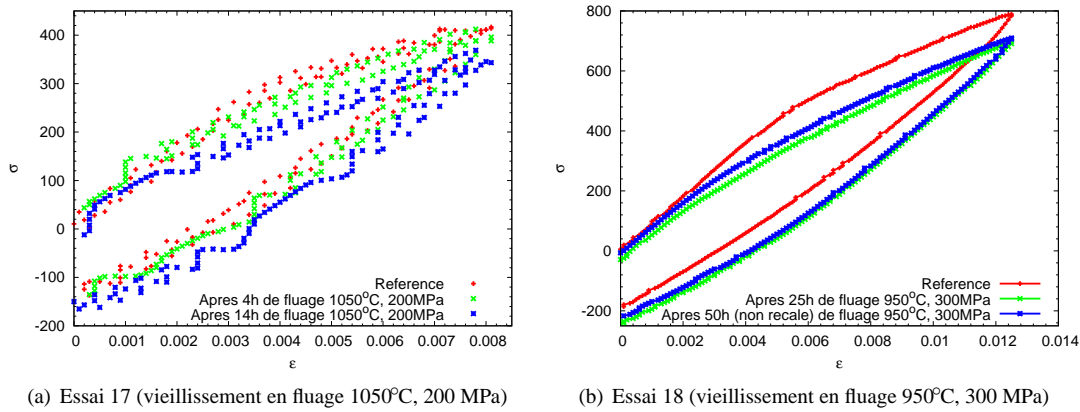 400
300
200
100
0
-100
-200
σ
0
0.001
0.002
0.003
0.004
0.005
0.006
0.007
0.008
ε
Reference
Apres 4h de fluage 1050°C, 200MPa
Apres 14h de fluage 1050°C, 200MPa
(a) Essai 17 (vieillissement en fluage 1050°C, 200 MPa)
800
600
400
200
0
-200
σ
0.00
0.002
0.004
0.006
0.008
0.01
0.012
0.014
ε
Reference
Apres 25h de fluage 950°C, 300MPa
Apres 50h (non recale) de fluage 950°C, 300MPa
(b) Essai 18 (vieillissement en fluage 950°C, 300 MPa)